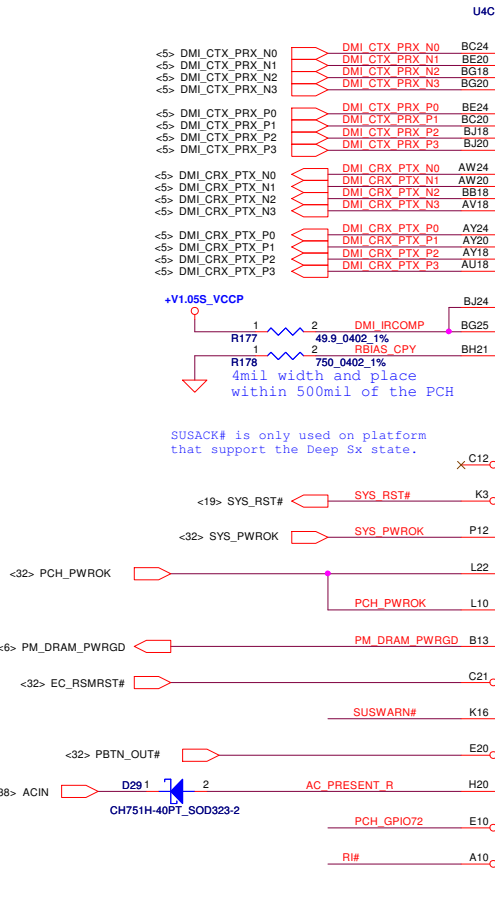 U4C
<5> DMI_CTX_PRX_N0 DMI_CTX_PRX_N0 BC24
<5> DMI_CTX_PRX_N1 DMI_CTX_PRX_N1 BE20
<5> DMI_CTX_PRX_N2 DMI_CTX_PRX_N2 BG18
<5> DMI_CTX_PRX_N3 DMI_CTX_PRX_N3 BG20
<5> DMI_CTX_PRX_P0 DMI_CTX_PRX_P0 BE24
<5> DMI_CTX_PRX_P1 DMI_CTX_PRX_P1 BC20
<5> DMI_CTX_PRX_P2 DMI_CTX_PRX_P2 BJ18
<5> DMI_CTX_PRX_P3 DMI_CTX_PRX_P3 BJ20
<5> DMI_CRX_PTX_N0 DMI_CRX_PTX_N0 AW24
<5> DMI_CRX_PTX_N1 DMI_CRX_PTX_N1 AW20
<5> DMI_CRX_PTX_N2 DMI_CRX_PTX_N2 BB18
<5> DMI_CRX_PTX_N3 DMI_CRX_PTX_N3 AV18
<5> DMI_CRX_PTX_P0 DMI_CRX_PTX_P0 AY24
<5> DMI_CRX_PTX_P1 DMI_CRX_PTX_P1 AY20
<5> DMI_CRX_PTX_P2 DMI_CRX_PTX_P2 AY18
<5> DMI_CRX_PTX_P3 DMI_CRX_PTX_P3 AU18
+V1.05S_VCCP
BJ24
1 2 DMI_IRCOMP BG25
R177 49.9_0402_1%
1 2 RBIAS_CPY BH21
R178 750_0402_1%
4mil width and place
within 500mil of the PCH
SUSACK# is only used on platform
that support the Deep Sx state.
C12
<19> SYS_RST# SYS_RST# K3
<32> SYS_PWROK SYS_PWROK P12
<32> PCH_PWROK L22
PCH_PWROK L10
<6> PM_DRAM_PWRGD PM_DRAM_PWRGD B13
<32> EC_RSMRST# C21
SUSWARN# K16
<32> PBTN_OUT# E20
38> ACIN D29 1 2 AC_PRESENT_R H20
CH751H-40PT_SOD323-2
PCH_GPIO72 E10
RI# A10